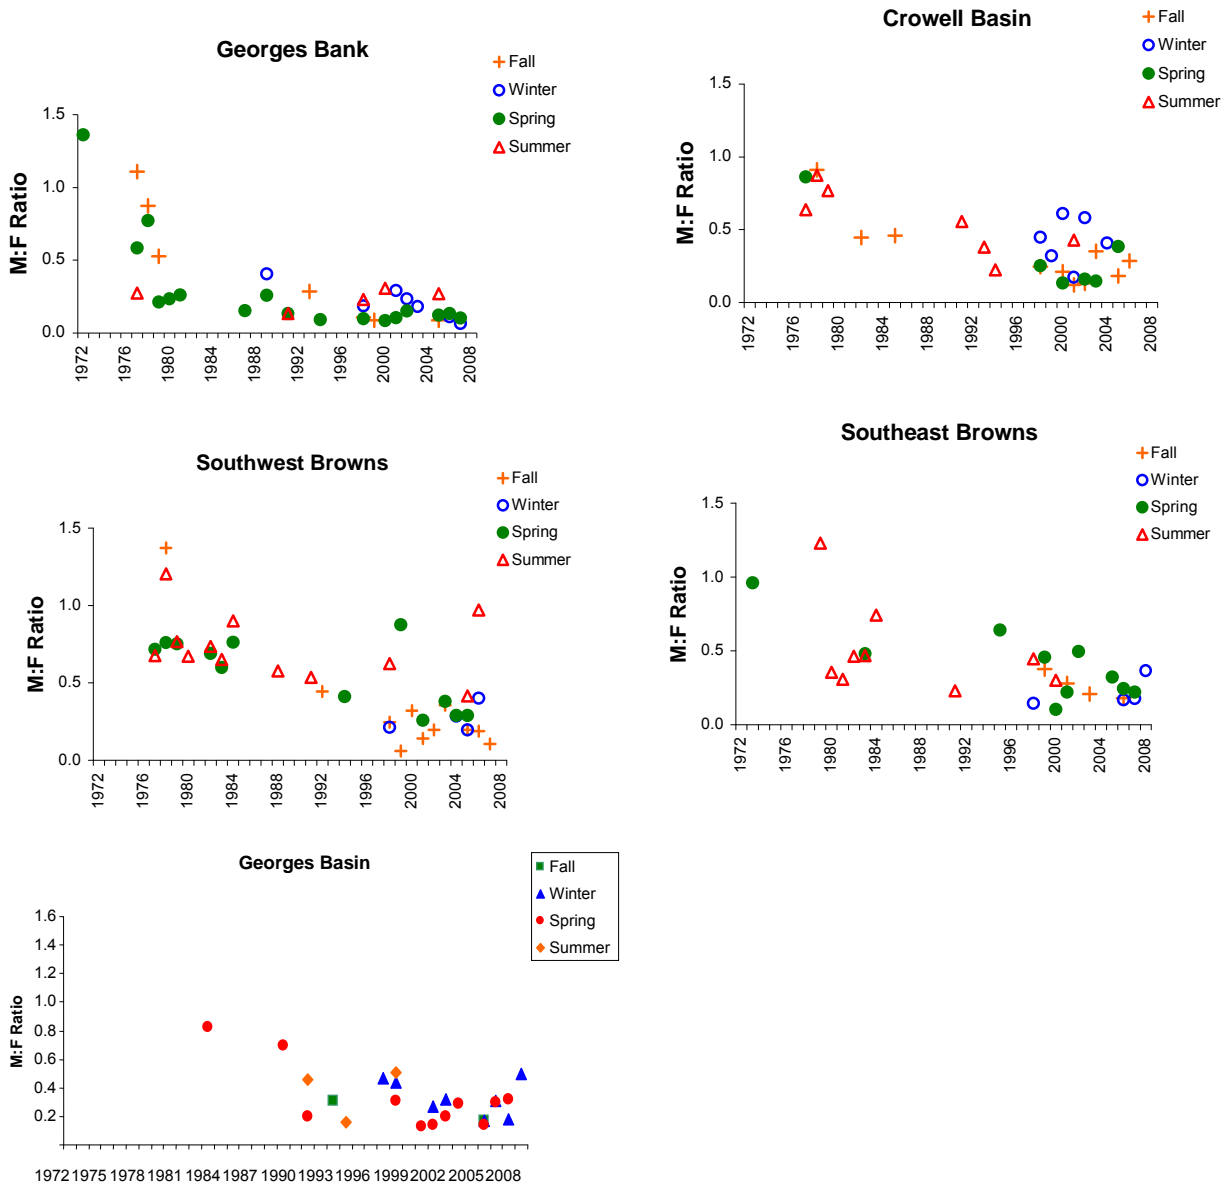 Georges Bank
Fall
Winter
Spring
Summer
M:F Ratio
1.5
1.0
0.5
0.0
1972 1976 1980 1984 1988 1992 1996 2000 2004 2008
Crowell Basin
Fall
Winter
Spring
Summer
M:F Ratio
1.5
1.0
0.5
0.0
1972 1976 1980 1984 1988 1992 1996 2000 2004 2008
Southwest Browns
Fall
Winter
Spring
Summer
M:F Ratio
1.5
1.0
0.5
0.0
1972 1976 1980 1984 1988 1992 1996 2000 2004 2008
Southeast Browns
Fall
Winter
Spring
Summer
M:F Ratio
1.5
1.0
0.5
0.0
1972 1976 1980 1984 1988 1992 1996 2000 2004 2008
Georges Basin
Fall
Winter
Spring
Summer
M:F Ratio
1.6
1.4
1.2
1.0
0.8
0.6
0.4
0.2
1972 1975 1978 1981 1984 1987 1990 1993 1996 1999 2002 2005 2008